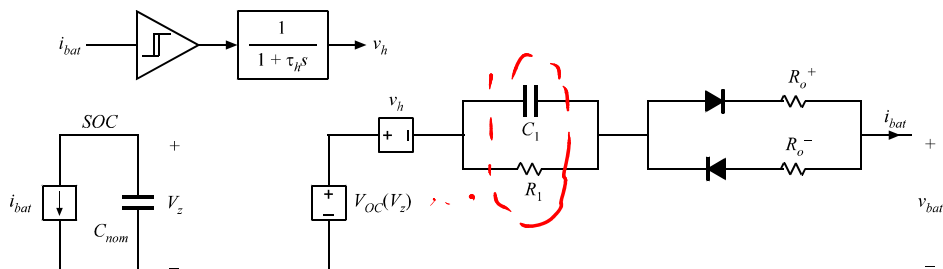 i_bat
1
1 + τ_h s
v_h
SOC
+
i_bat
C_nom
V_z
−
v_h
+ −
+
−
V_OC(V_z)
C_1
R_1
R_o^+
R_o^−
i_bat
+
v_bat
−